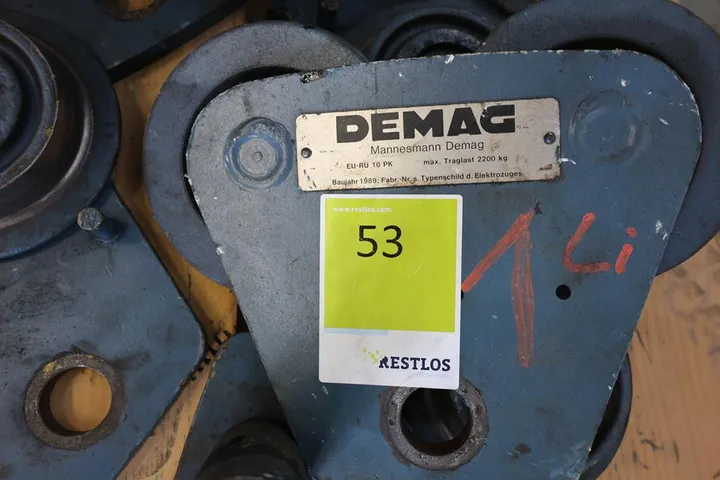 DEMAG
Mannesmann Demag
EU-RU 10 PK max. Traglast 2200 kg
Baujahr 1989, Fabr.-Nr. s. Typenschild d. Elektrozuges
www.restlos.com
53
RESTLOS
1 Li